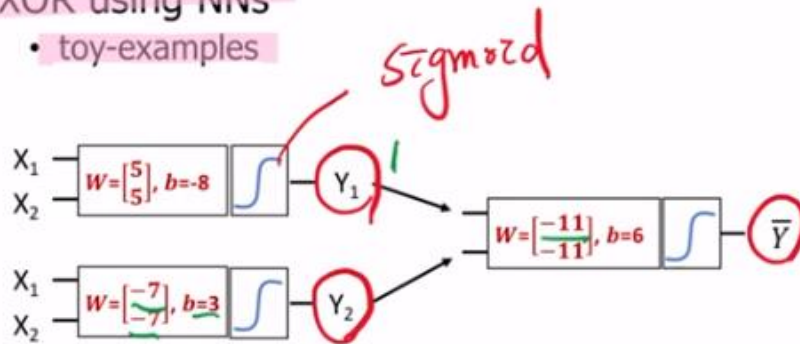 XOR using NNs
• toy-examples
sigmoid
X₁
X₂
W=[5 5], b=-8
Y₁
1
W=[-11 -11], b=6
Y̅
X₁
X₂
W=[-7 -7], b=3
Y₂